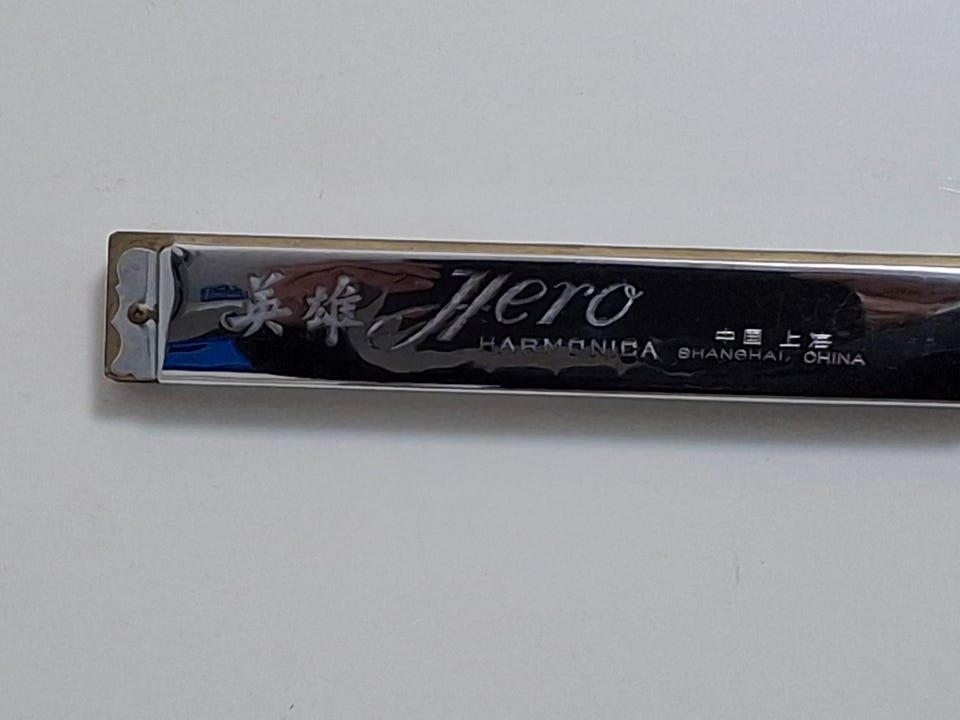 英雄 Hero
HARMONICA
中国 上海
SHANGHAI, CHINA